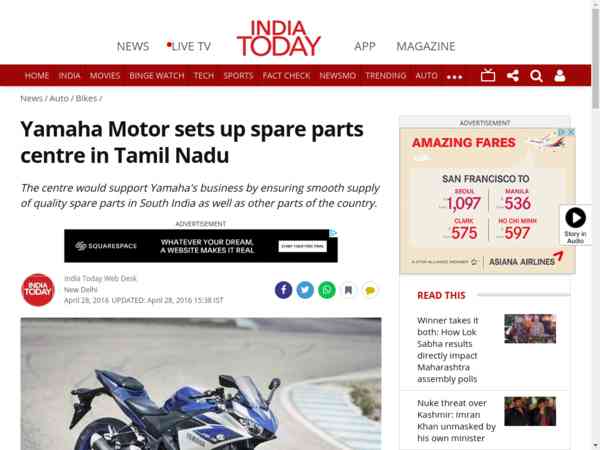 INDIA
TODAY
NEWS
LIVE TV
APP
MAGAZINE
HOME INDIA MOVIES BINGE WATCH TECH SPORTS FACT CHECK NEWSMO TRENDING AUTO
News / Auto / Bikes /
Yamaha Motor sets up spare parts
centre in Tamil Nadu
The centre would support Yamaha's business by ensuring smooth supply
of quality spare parts in South India as well as other parts of the country.
ADVERTISEMENT
SQUARESPACE
WHATEVER YOUR DREAM,
A WEBSITE MAKES IT REAL
START YOUR FREE TRIAL
INDIA
TODAY
India Today Web Desk
New Delhi
April 28, 2016 UPDATED: April 28, 2016 15:38 IST
YAMAHA
ADVERTISEMENT
AMAZING FARES
SAN FRANCISCO TO
SEOUL
1,097
MANILA
536
CLARK
575
HO CHI MINH
597
A STAR ALLIANCE MEMBER
ASIANA AIRLINES
Story in
Audio
READ THIS
Winner takes it
both: How Lok
Sabha results
directly impact
Maharashtra
assembly polls
Nuke threat over
Kashmir: Imran
Khan unmasked by
his own minister